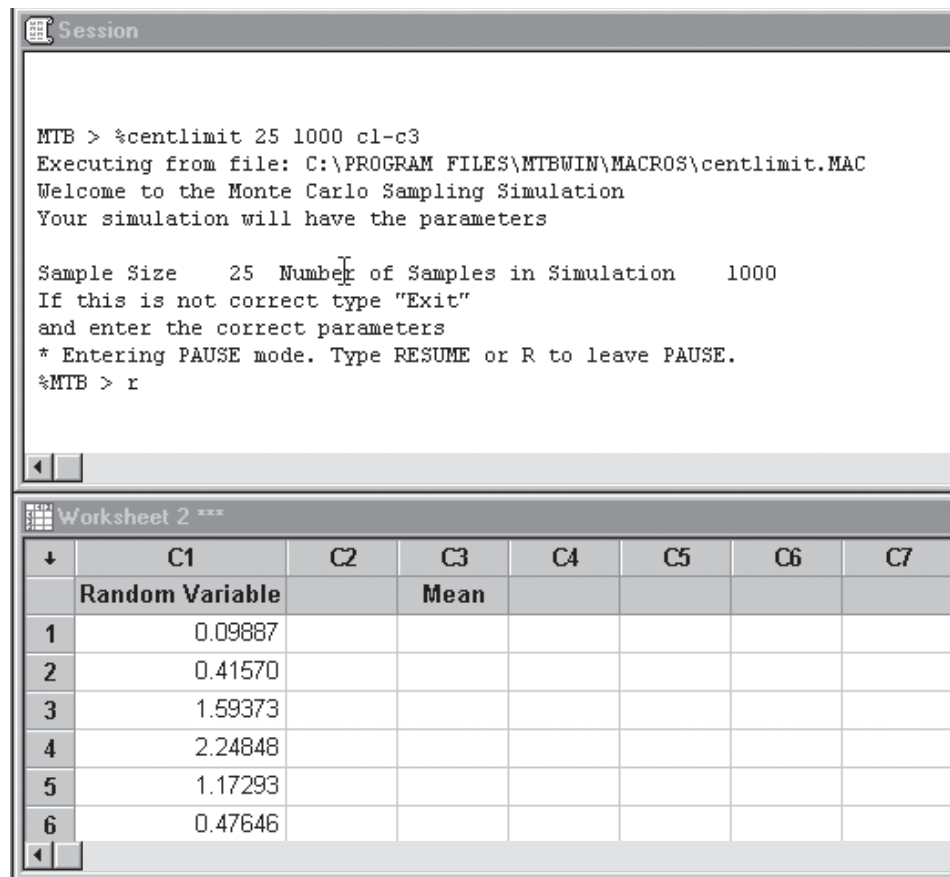 Session
MTB > %centlimit 25 1000 c1-c3
Executing from file: C:\PROGRAM FILES\MTBWIN\MACROS\centlimit.MAC
Welcome to the Monte Carlo Sampling Simulation
Your simulation will have the parameters
Sample Size 25 Number of Samples in Simulation 1000
If this is not correct type "Exit"
and enter the correct parameters
* Entering PAUSE mode. Type RESUME or R to leave PAUSE.
%MTB > r
Worksheet 2 ***
↓ C1 C2 C3 C4 C5 C6 C7
Random Variable Mean
1 0.09887
2 0.41570
3 1.59373
4 2.24848
5 1.17293
6 0.47646